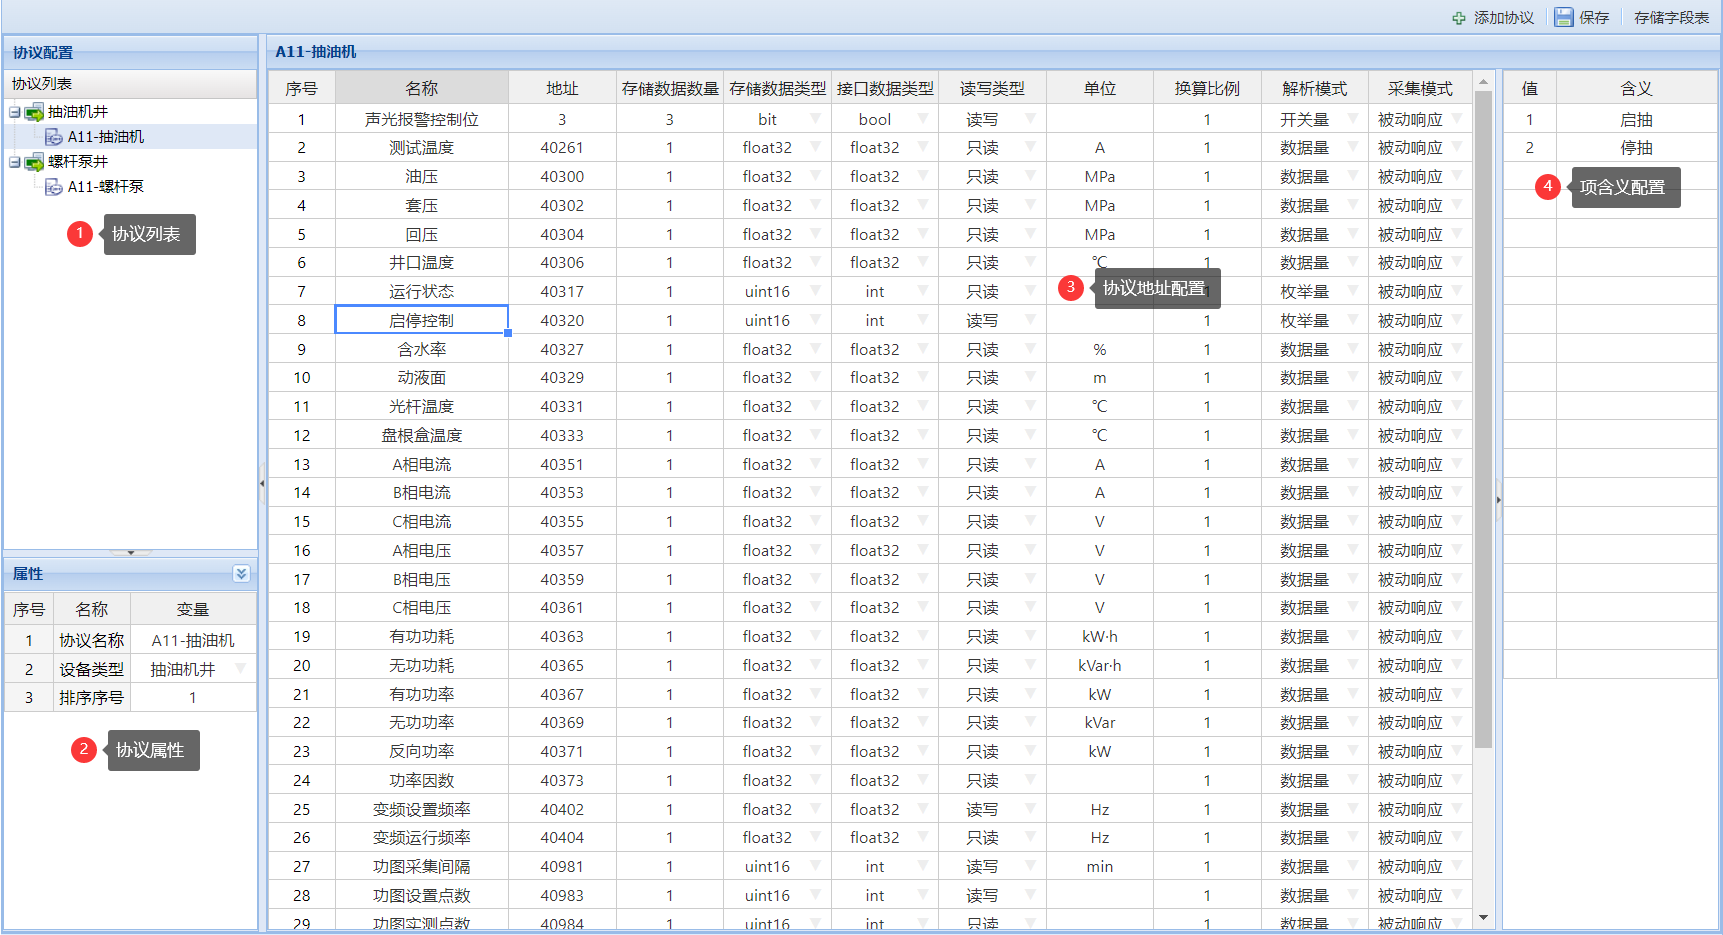 添加协议 保存 存储字段表
协议配置
协议列表
抽油机井
A11-抽油机
螺杆泵井
A11-螺杆泵
1 协议列表
属性
序号 名称 变量
1 协议名称 A11-抽油机
2 设备类型 抽油机井
3 排序序号 1
2 协议属性
A11-抽油机
序号 名称 地址 存储数据数量 存储数据类型 接口数据类型 读写类型 单位 换算比例 解析模式 采集模式
1 声光报警控制位 3 3 bit bool 读写 1 开关量 被动响应
2 测试温度 40261 1 float32 float32 只读 A 1 数据量 被动响应
3 油压 40300 1 float32 float32 只读 MPa 1 数据量 被动响应
4 套压 40302 1 float32 float32 只读 MPa 1 数据量 被动响应
5 回压 40304 1 float32 float32 只读 MPa 1 数据量 被动响应
6 井口温度 40306 1 float32 float32 只读 ℃ 1 数据量 被动响应
7 运行状态 40317 1 uint16 int 只读 1 枚举量 被动响应
3 协议地址配置
8 启停控制 40320 1 uint16 int 读写 1 枚举量 被动响应
9 含水率 40327 1 float32 float32 只读 % 1 数据量 被动响应
10 动液面 40329 1 float32 float32 只读 m 1 数据量 被动响应
11 光杆温度 40331 1 float32 float32 只读 ℃ 1 数据量 被动响应
12 盘根盒温度 40333 1 float32 float32 只读 ℃ 1 数据量 被动响应
13 A相电流 40351 1 float32 float32 只读 A 1 数据量 被动响应
14 B相电流 40353 1 float32 float32 只读 A 1 数据量 被动响应
15 C相电流 40355 1 float32 float32 只读 V 1 数据量 被动响应
16 A相电压 40357 1 float32 float32 只读 V 1 数据量 被动响应
17 B相电压 40359 1 float32 float32 只读 V 1 数据量 被动响应
18 C相电压 40361 1 float32 float32 只读 V 1 数据量 被动响应
19 有功功耗 40363 1 float32 float32 只读 kW·h 1 数据量 被动响应
20 无功功耗 40365 1 float32 float32 只读 kVar·h 1 数据量 被动响应
21 有功功率 40367 1 float32 float32 只读 kW 1 数据量 被动响应
22 无功功率 40369 1 float32 float32 只读 kVar 1 数据量 被动响应
23 反向功率 40371 1 float32 float32 只读 kW 1 数据量 被动响应
24 功率因数 40373 1 float32 float32 只读 1 数据量 被动响应
25 变频设置频率 40402 1 float32 float32 读写 Hz 1 数据量 被动响应
26 变频运行频率 40404 1 float32 float32 只读 Hz 1 数据量 被动响应
27 功图采集间隔 40981 1 uint16 int 读写 min 1 数据量 被动响应
28 功图设置点数 40983 1 uint16 int 读写 1 数据量 被动响应
29 功图实测点数 40984 1 uint16 int 只读 1 数据量 被动响应
值 含义
1 启抽
2 停抽
4 项含义配置